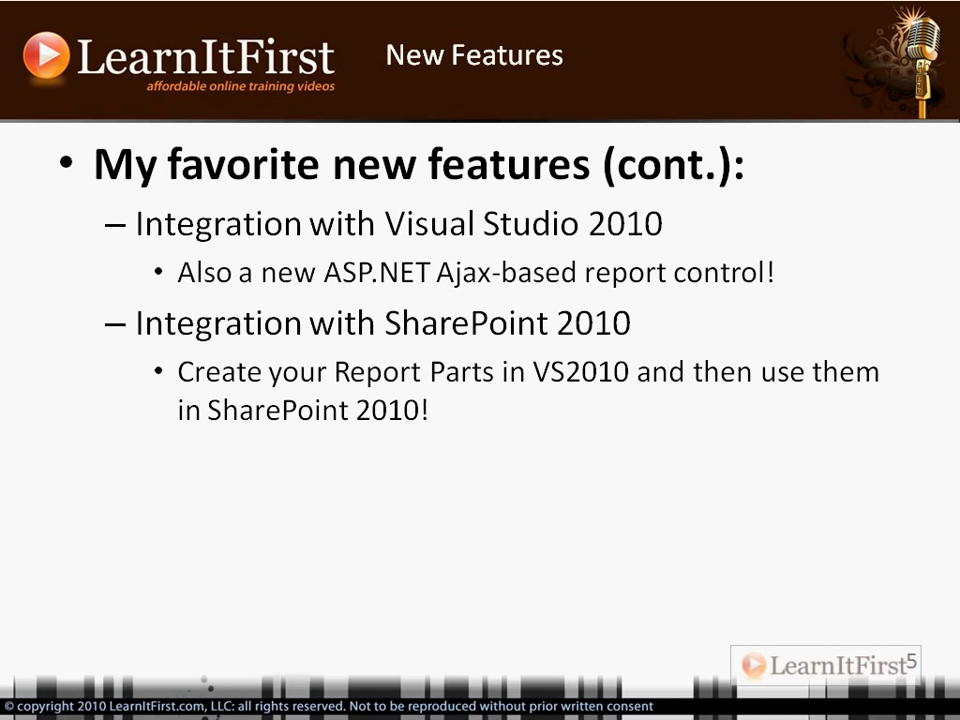 LearnItFirst
affordable online training videos
New Features
• My favorite new features (cont.):
– Integration with Visual Studio 2010
• Also a new ASP.NET Ajax-based report control!
– Integration with SharePoint 2010
• Create your Report Parts in VS2010 and then use them
in SharePoint 2010!
LearnItFirst 5
© copyright 2010 LearnItFirst.com, LLC: all rights reserved. Not to be reproduced without prior written consent